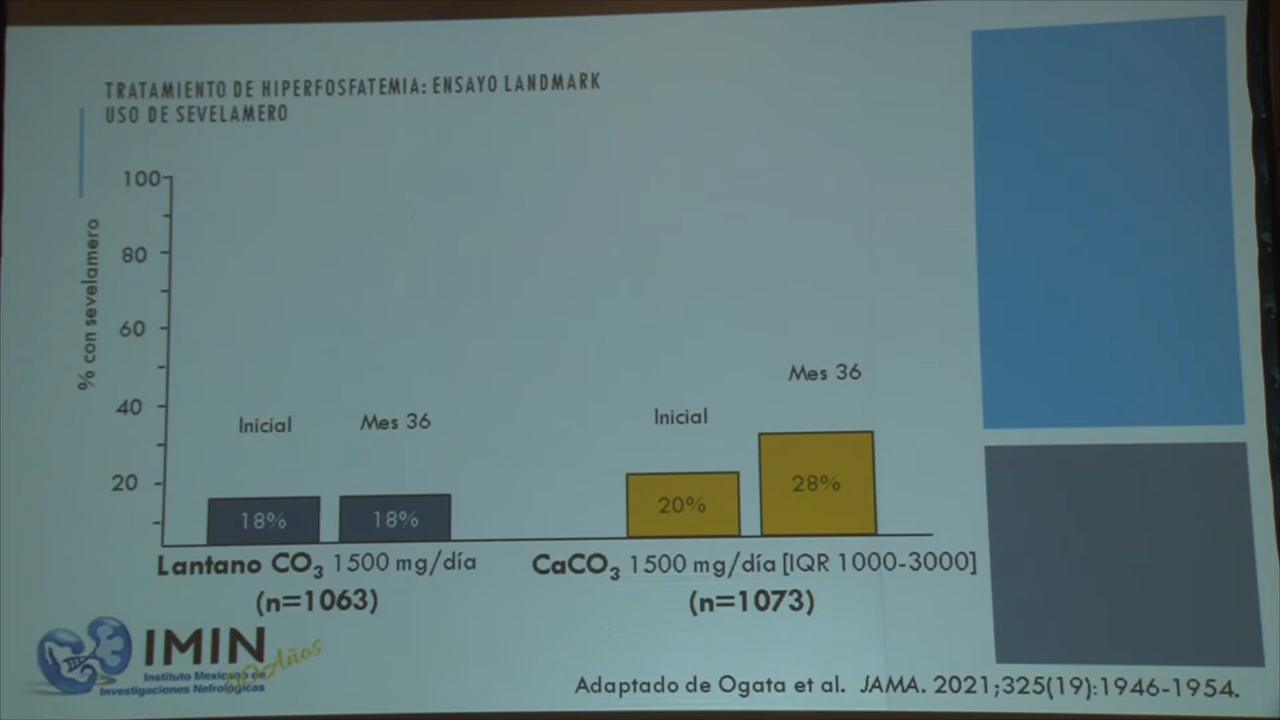 TRATAMIENTO DE HIPERFOSFATEMIA: ENSAYO LANDMARK
USO DE SEVELAMERO
% con sevelamero
100
80
60
40
20
Inicial
Mes 36
Inicial
Mes 36
18%
18%
20%
28%
Lantano CO₃ 1500 mg/día
(n=1063)
CaCO₃ 1500 mg/día [IQR 1000-3000]
(n=1073)
IMIN
30 Años
Instituto Mexicano de
Investigaciones Nefrológicas
Adaptado de Ogata et al. JAMA. 2021;325(19):1946-1954.